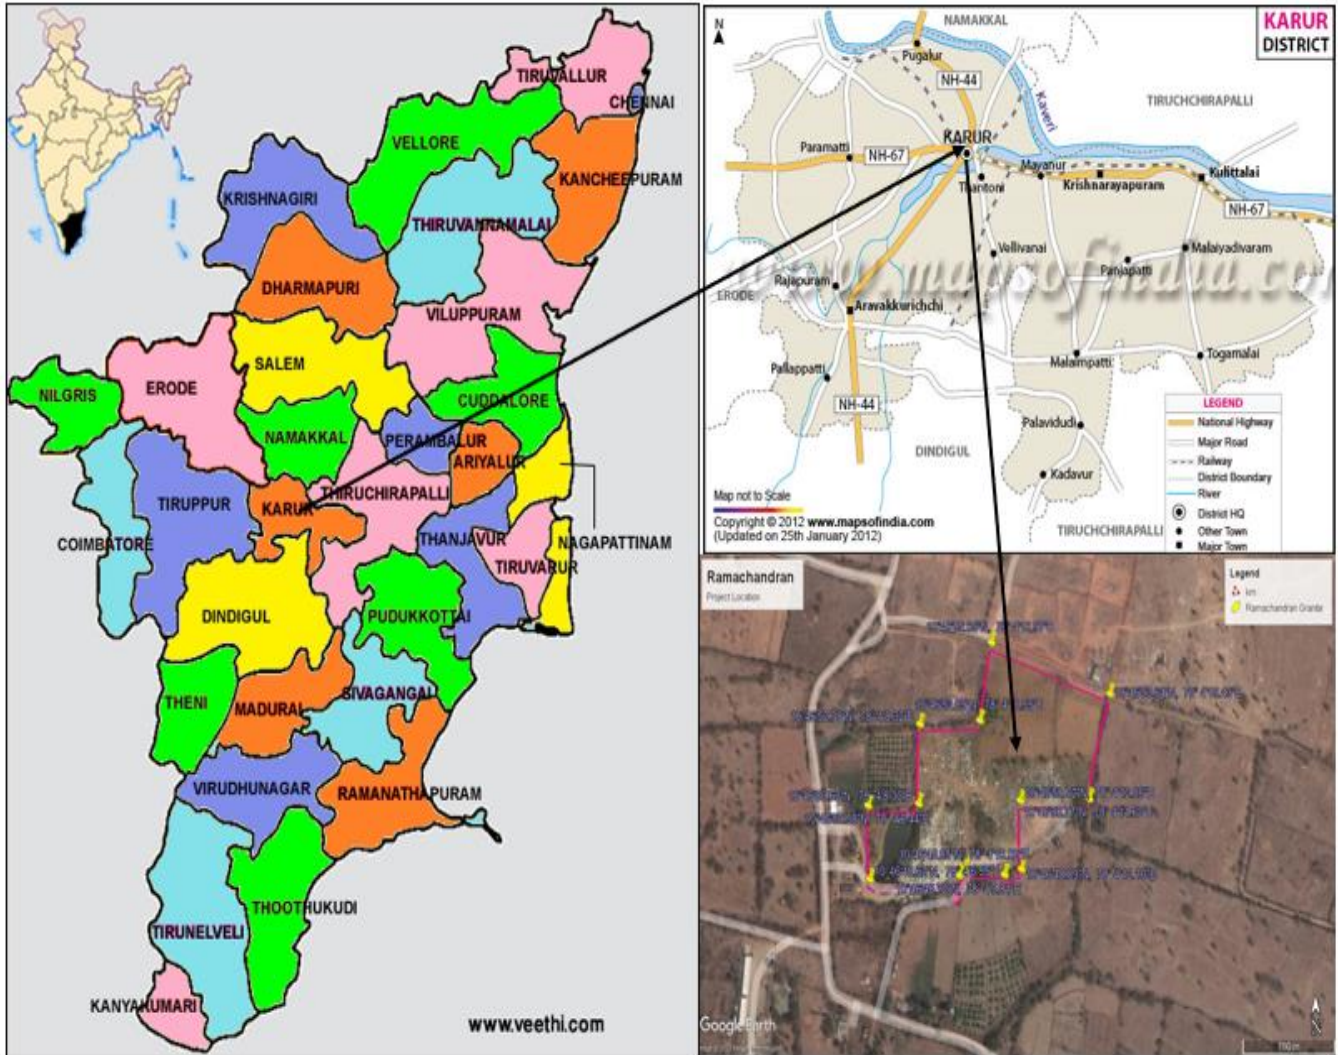 TIRUVALLUR
CHENNAI
VELLORE
KANCHEEPURAM
KRISHNAGIRI
THIRUVANNAMALAI
DHARMAPURI
VILUPPURAM
SALEM
ERODE
NILGRIS
CUDDALORE
NAMAKKAL
PERAMBALUR
ARIYALUR
THIRUCHIRAPALLI
TIRUPPUR
KARUR
COIMBATORE
THANJAVUR
NAGAPATTINAM
TIRUVARUR
DINDIGUL
PUDUKKOTTAI
SIVAGANGAI
THENI
MADURAI
VIRUDHUNAGAR
RAMANATHAPURAM
THOOTHUKUDI
TIRUNELVELI
KANYAKUMARI
www.veethi.com
KARUR
DISTRICT
N
NAMAKKAL
Pugalur
NH-44
Kaveri
TIRUCHCHIRAPALLI
KARUR
Paramatti
NH-67
Mayanur
Kulittalai
Thantoni
Krishnarayapuram
NH-67
Vellivanai
Malaiyadivaram
Panjapatti
www.mapsofindia.co
Rajapuram
ERODE
Aravakkurichchi
Malaimpatti
Togamalai
Pallappatti
NH-44
Palavidudi
DINDIGUL
Kadavur
TIRUCHCHIRAPALLI
LEGEND
National Highway
Major Road
Railway
District Boundary
River
District HQ
Other Town
Major Town
Map not to Scale
Copyright © 2012 www.mapsofindia.com
(Updated on 25th January 2012)
Ramachandran
Project Location
Legend
km
Ramachandran Granite
Google Earth
N